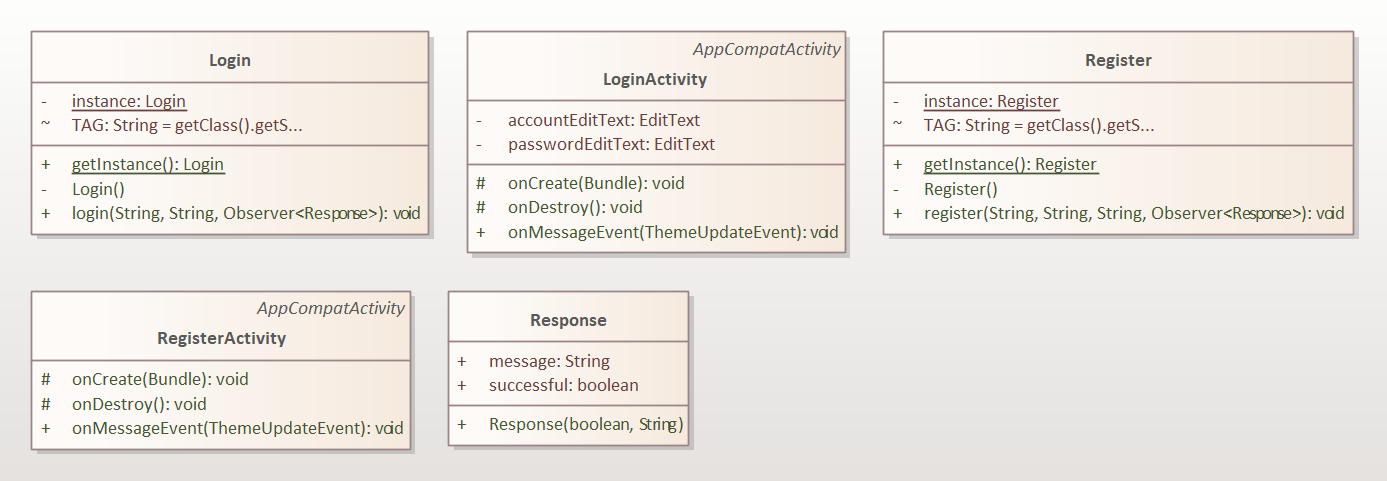 Login
- instance: Login
~ TAG: String = getClass().getS...
+ getInstance(): Login
- Login()
+ login(String, String, Observer<Response>): void
AppCompatActivity
LoginActivity
- accountEditText: EditText
- passwordEditText: EditText
# onCreate(Bundle): void
# onDestroy(): void
+ onMessageEvent(ThemeUpdateEvent): void
Register
- instance: Register
~ TAG: String = getClass().getS...
+ getInstance(): Register
- Register()
+ register(String, String, String, Observer<Response>): void
AppCompatActivity
RegisterActivity
# onCreate(Bundle): void
# onDestroy(): void
+ onMessageEvent(ThemeUpdateEvent): void
Response
+ message: String
+ successful: boolean
+ Response(boolean, String)